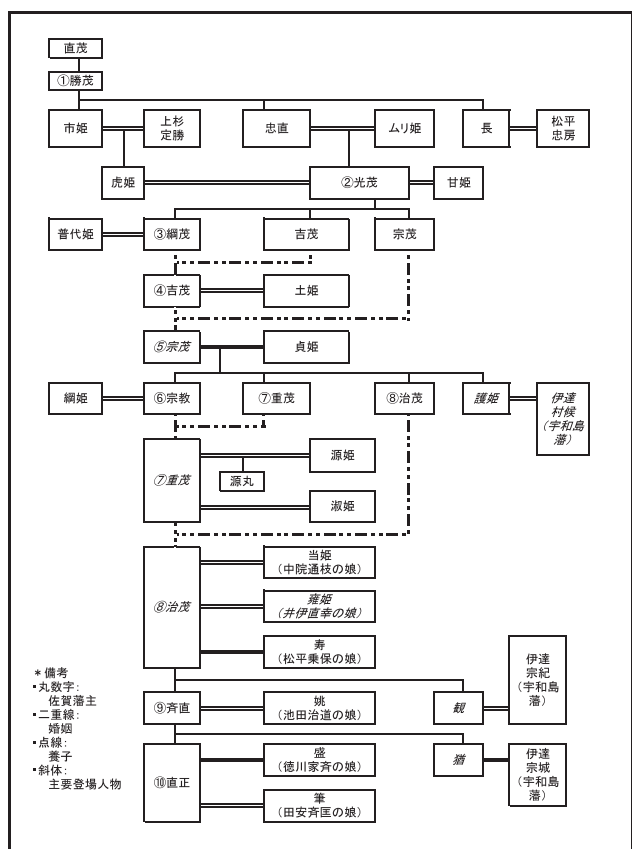 直茂
①勝茂
市姫
上杉
定勝
忠直
ムリ姫
長
松平
忠房
虎姫
②光茂
甘姫
普代姫
③綱茂
吉茂
宗茂
④吉茂
土姫
⑤宗茂
貞姫
綱姫
⑥宗教
⑦重茂
⑧治茂
護姫
伊達
村候
(宇和島
藩)
⑦重茂
源姫
源丸
淑姫
⑧治茂
当姫
(中院通枝の娘)
雍姫
(井伊直幸の娘)
寿
(松平乗保の娘)
⑨斉直
姚
(池田治道の娘)
観
伊達
宗紀
(宇和島
藩)
⑩直正
盛
(徳川家斉の娘)
筆
(田安斉匡の娘)
猶
伊達
宗城
(宇和島
藩)
*備考
・丸数字:
佐賀藩主
・二重線:
婚姻
・点線:
養子
・斜体:
主要登場人物